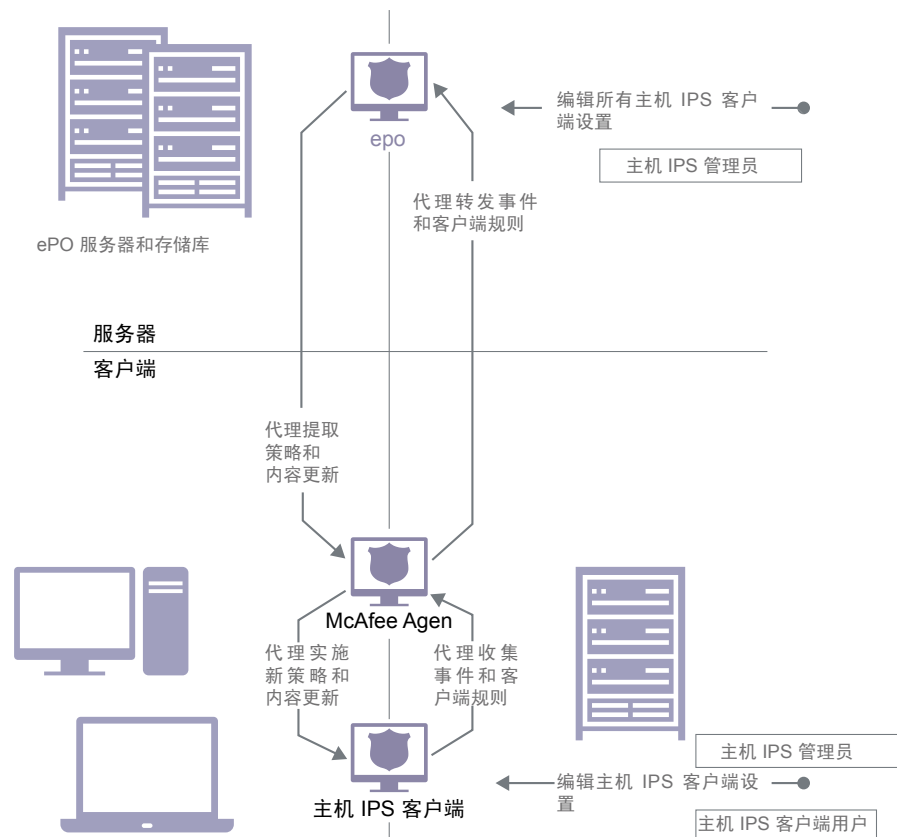 epo
编辑所有主机 IPS 客户
端设置
主机 IPS 管理员
代理转发事件
和客户端规则
ePO 服务器和存储库
服务器
客户端
代理提取
策略和
内容更新
McAfee Agen
代理实施
新策略和
内容更新
代理收集
事件和客
户端规则
主机 IPS 客户端
主机 IPS 管理员
编辑主机 IPS 客户端设
置
主机 IPS 客户端用户